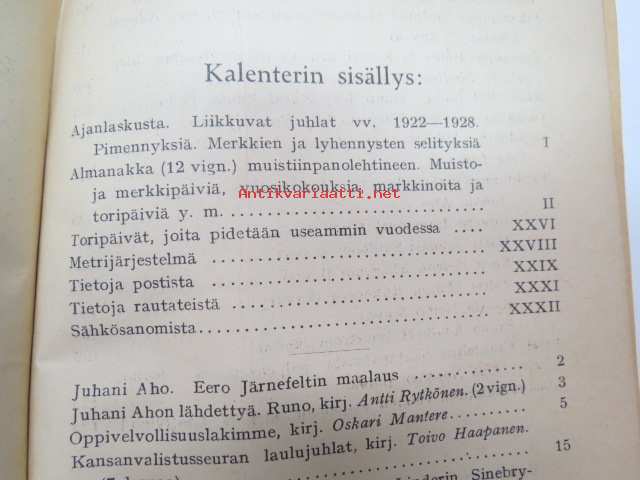 Kalenterin sisällys:
Ajanlaskusta. Liikkuvat juhlat vv. 1922—1928.
Pimennyksiä. Merkkien ja lyhennysten selityksiä I
Almanakka (12 vign.) muistiinpanolehtineen. Muisto-
ja merkkipäiviä, vuosikokouksia, markkinoita ja
Antikvariaatti.net
toripäiviä y. m. II
Toripäivät, joita pidetään useammin vuodessa XXVI
Metrijärjestelmä XXVIII
Tietoja postista XXIX
Tietoja rautateistä XXXI
Sähkösanomista XXXII
Juhani Aho. Eero Järnefeltin maalaus 2
Juhani Ahon lähdettyä. Runo, kirj. Antti Rytkönen. (2 vign.) 3
Oppivelvollisuuslakimme, kirj. Oskari Mantere 5
Kansanvalistusseuran laulujuhlat, kirj. Toivo Haapanen.
15
Sinebry-